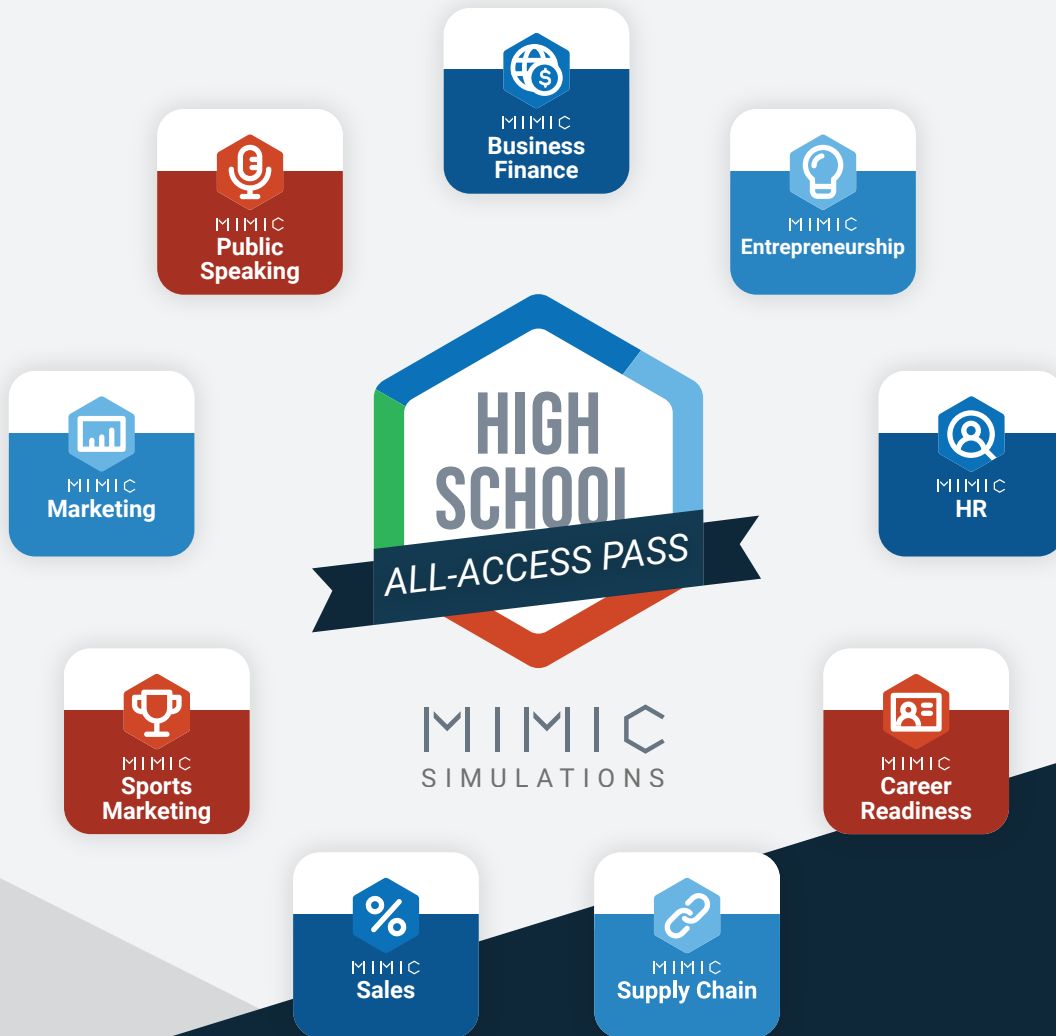 MIMIC
Business
Finance
MIMIC
Public
Speaking
MIMIC
Entrepreneurship
HIGH
SCHOOL
ALL-ACCESS PASS
MIMIC
Marketing
MIMIC
HR
MIMIC
SIMULATIONS
MIMIC
Sports
Marketing
MIMIC
Career
Readiness
MIMIC
Sales
MIMIC
Supply Chain